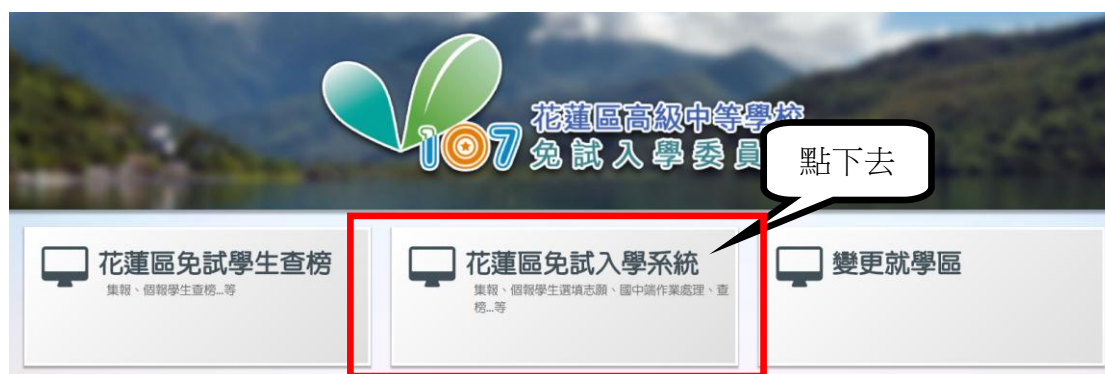 花蓮區高級中等學校
107 免試入學委員
點下去
花蓮區免試學生查榜
集報、個報學生查榜...等
花蓮區免試入學系統
集報、個報學生選填志願、國中端作業處理、查
榜...等
變更就學區